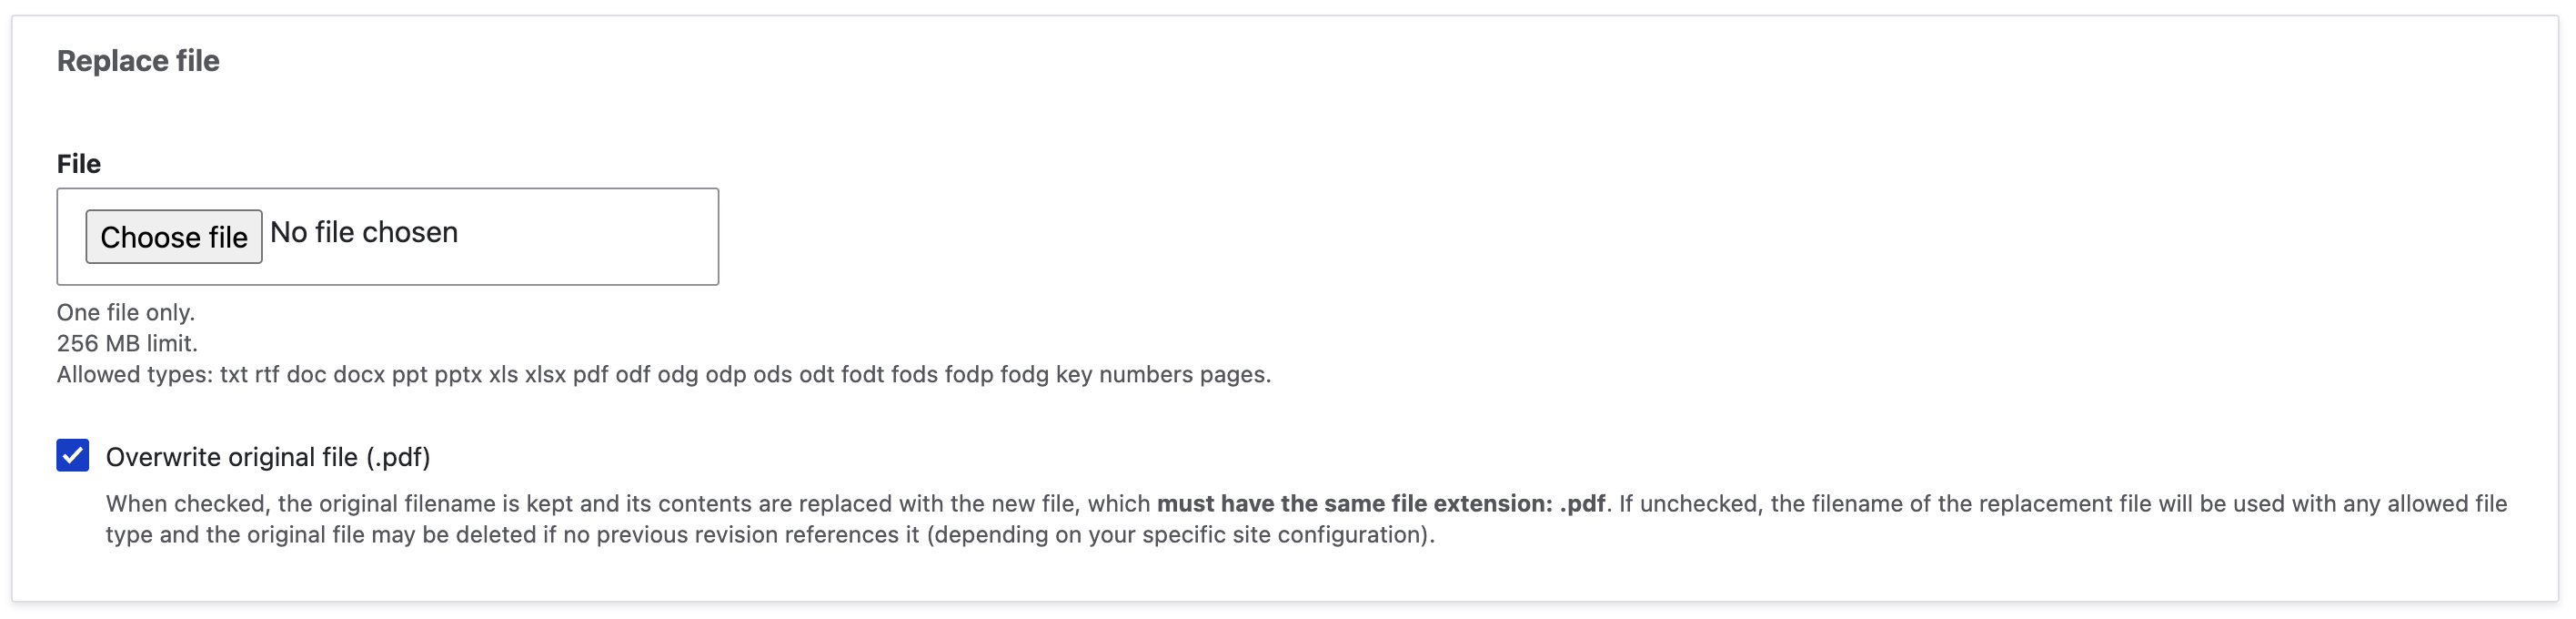 Replace file
File
Choose file No file chosen
One file only.
256 MB limit.
Allowed types: txt rtf doc docx ppt pptx xls xlsx pdf odf odg odp ods odt fodt fods fodp fodg key numbers pages.
Overwrite original file (.pdf)
When checked, the original filename is kept and its contents are replaced with the new file, which must have the same file extension: .pdf. If unchecked, the filename of the replacement file will be used with any allowed file
type and the original file may be deleted if no previous revision references it (depending on your specific site configuration).